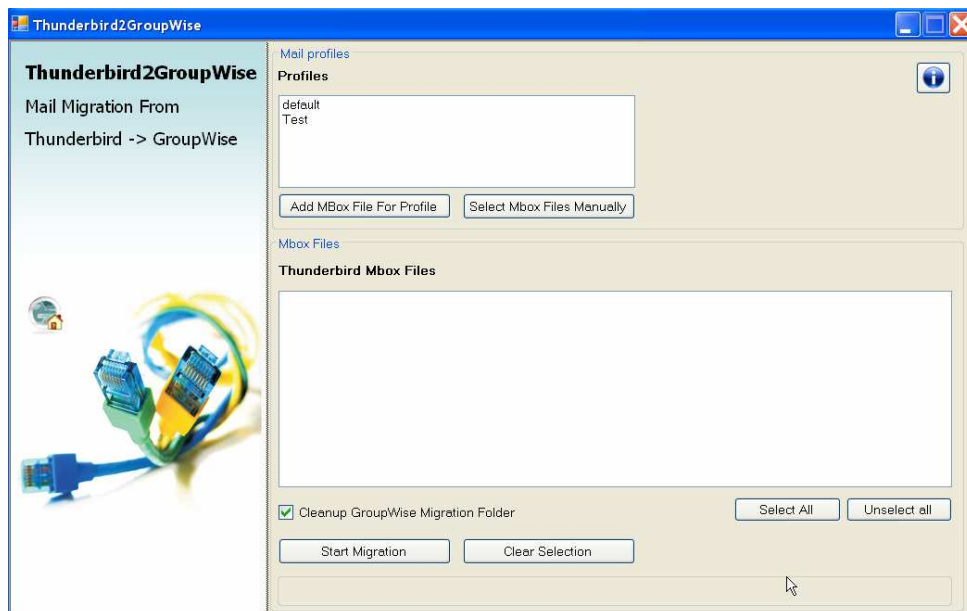 Thunderbird2GroupWise
Thunderbird2GroupWise
Mail Migration From
Thunderbird -> GroupWise
Mail profiles
Profiles
default
Test
Add MBox File For Profile
Select Mbox Files Manually
Mbox Files
Thunderbird Mbox Files
Cleanup GroupWise Migration Folder
Select All
Unselect all
Start Migration
Clear Selection